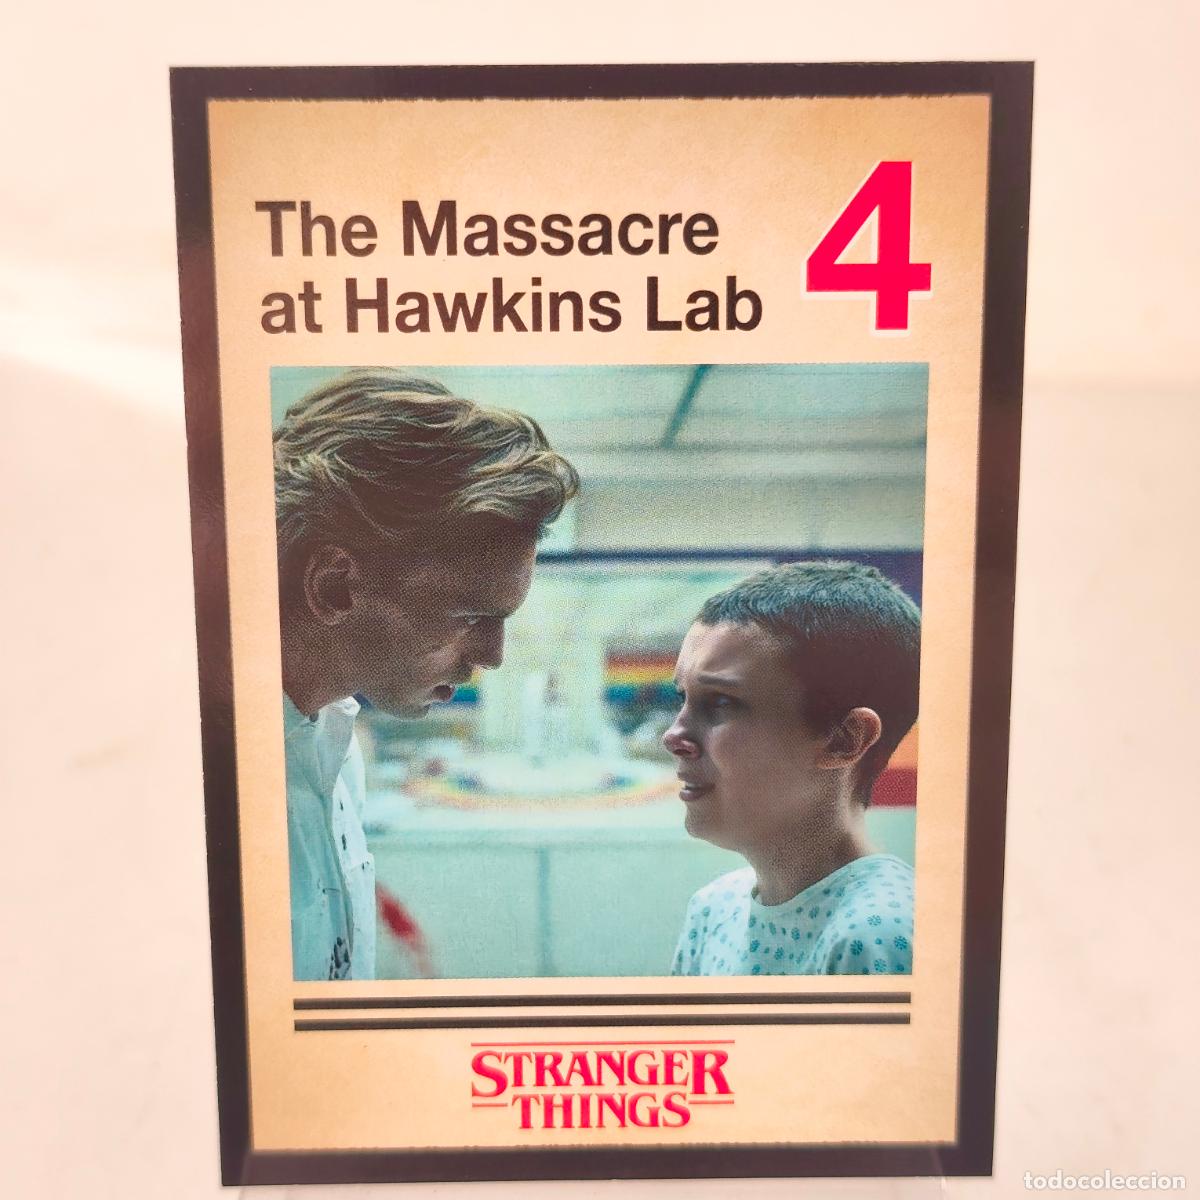 The Massacre
at Hawkins Lab
4
STRANGER
THINGS
todocoleccion